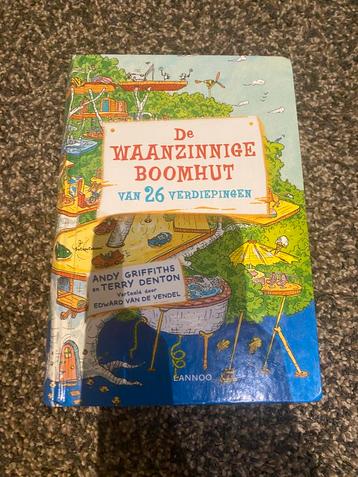 De
WAANZINNIGE
BOOMHUT
VAN 26 VERDIEPINGEN
ANDY GRIFFITHS
en TERRY DENTON
Vertaald door
EDWARD VAN DE VENDEL
LANNOO